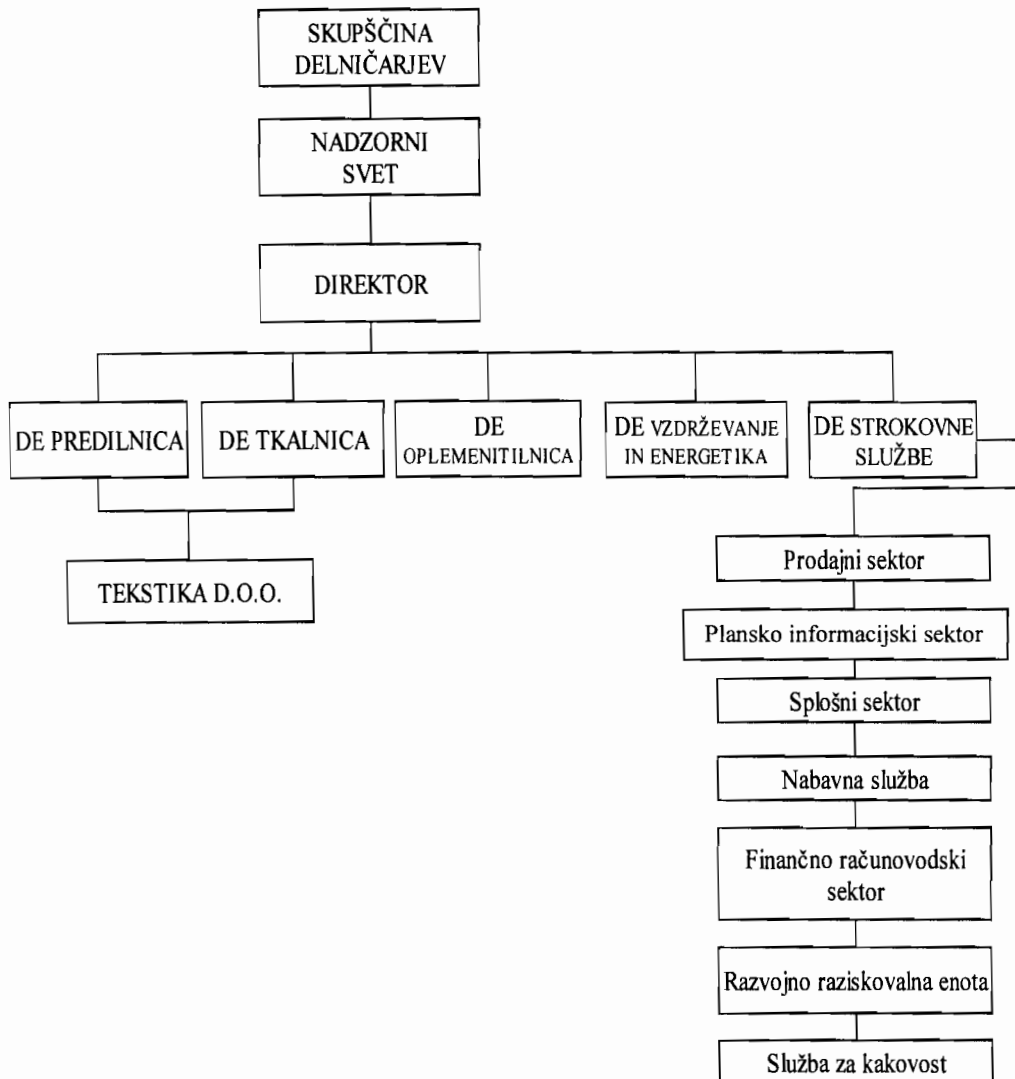 SKUPŠČINA
DELNIČARJEV
NADZORNI
SVET
DIREKTOR
DE PREDILNICA
DE TKALNICA
DE
OPLEMENITILNICA
DE VZDRŽEVANJE
IN ENERGETIKA
DE STROKOVNE
SLUŽBE
TEKSTIKA D.O.O.
Prodajni sektor
Plansko informacijski sektor
Splošni sektor
Nabavna služba
Finančno računovodski
sektor
Razvojno raziskovalna enota
Služba za kakovost